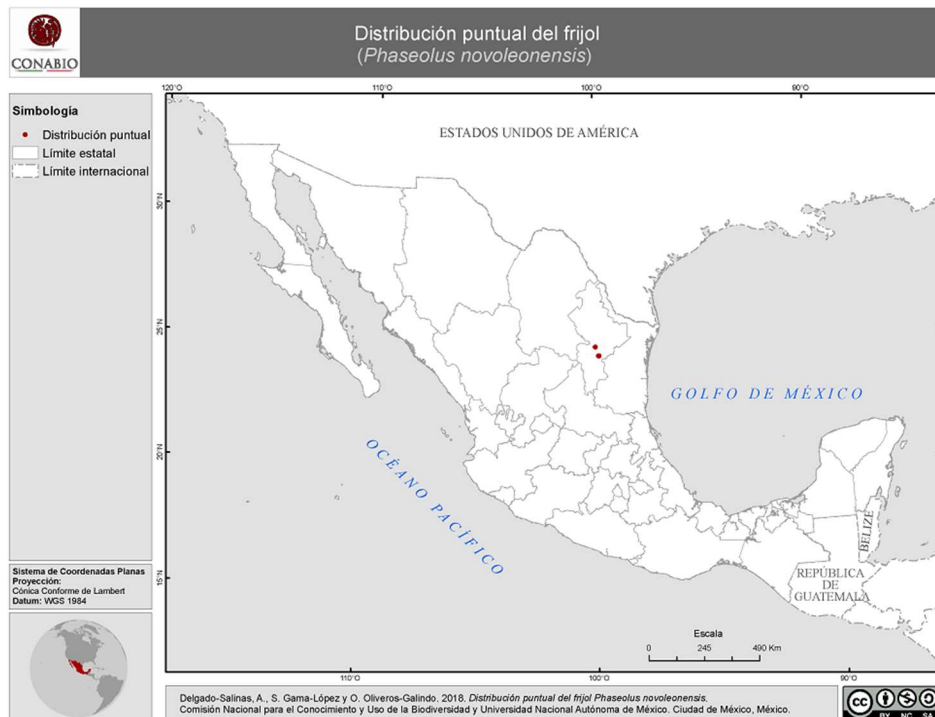 CONABIO
Distribución puntual del frijol
(Phaseolus novoleonensis)
Simbología
Distribución puntual
Límite estatal
Límite internacional
120°O
110°O
100°O
90°O
30°N
25°N
20°N
15°N
ESTADOS UNIDOS DE AMÉRICA
GOLFO DE MÉXICO
OCÉANO PACÍFICO
BELIZE
REPÚBLICA
DE
GUATEMALA
Escala
0 245 490 Km
110°O
100°O
90°O
Sistema de Coordenadas Planas
Proyección:
Cónica Conforme de Lambert
Datum: WGS 1984
Delgado-Salinas, A., S. Gama-López y O. Oliveros-Galindo. 2018. Distribución puntual del frijol Phaseolus novoleonensis.
Comisión Nacional para el Conocimiento y Uso de la Biodiversidad y Universidad Nacional Autónoma de México. Ciudad de México, México.
cc
BY NC SA